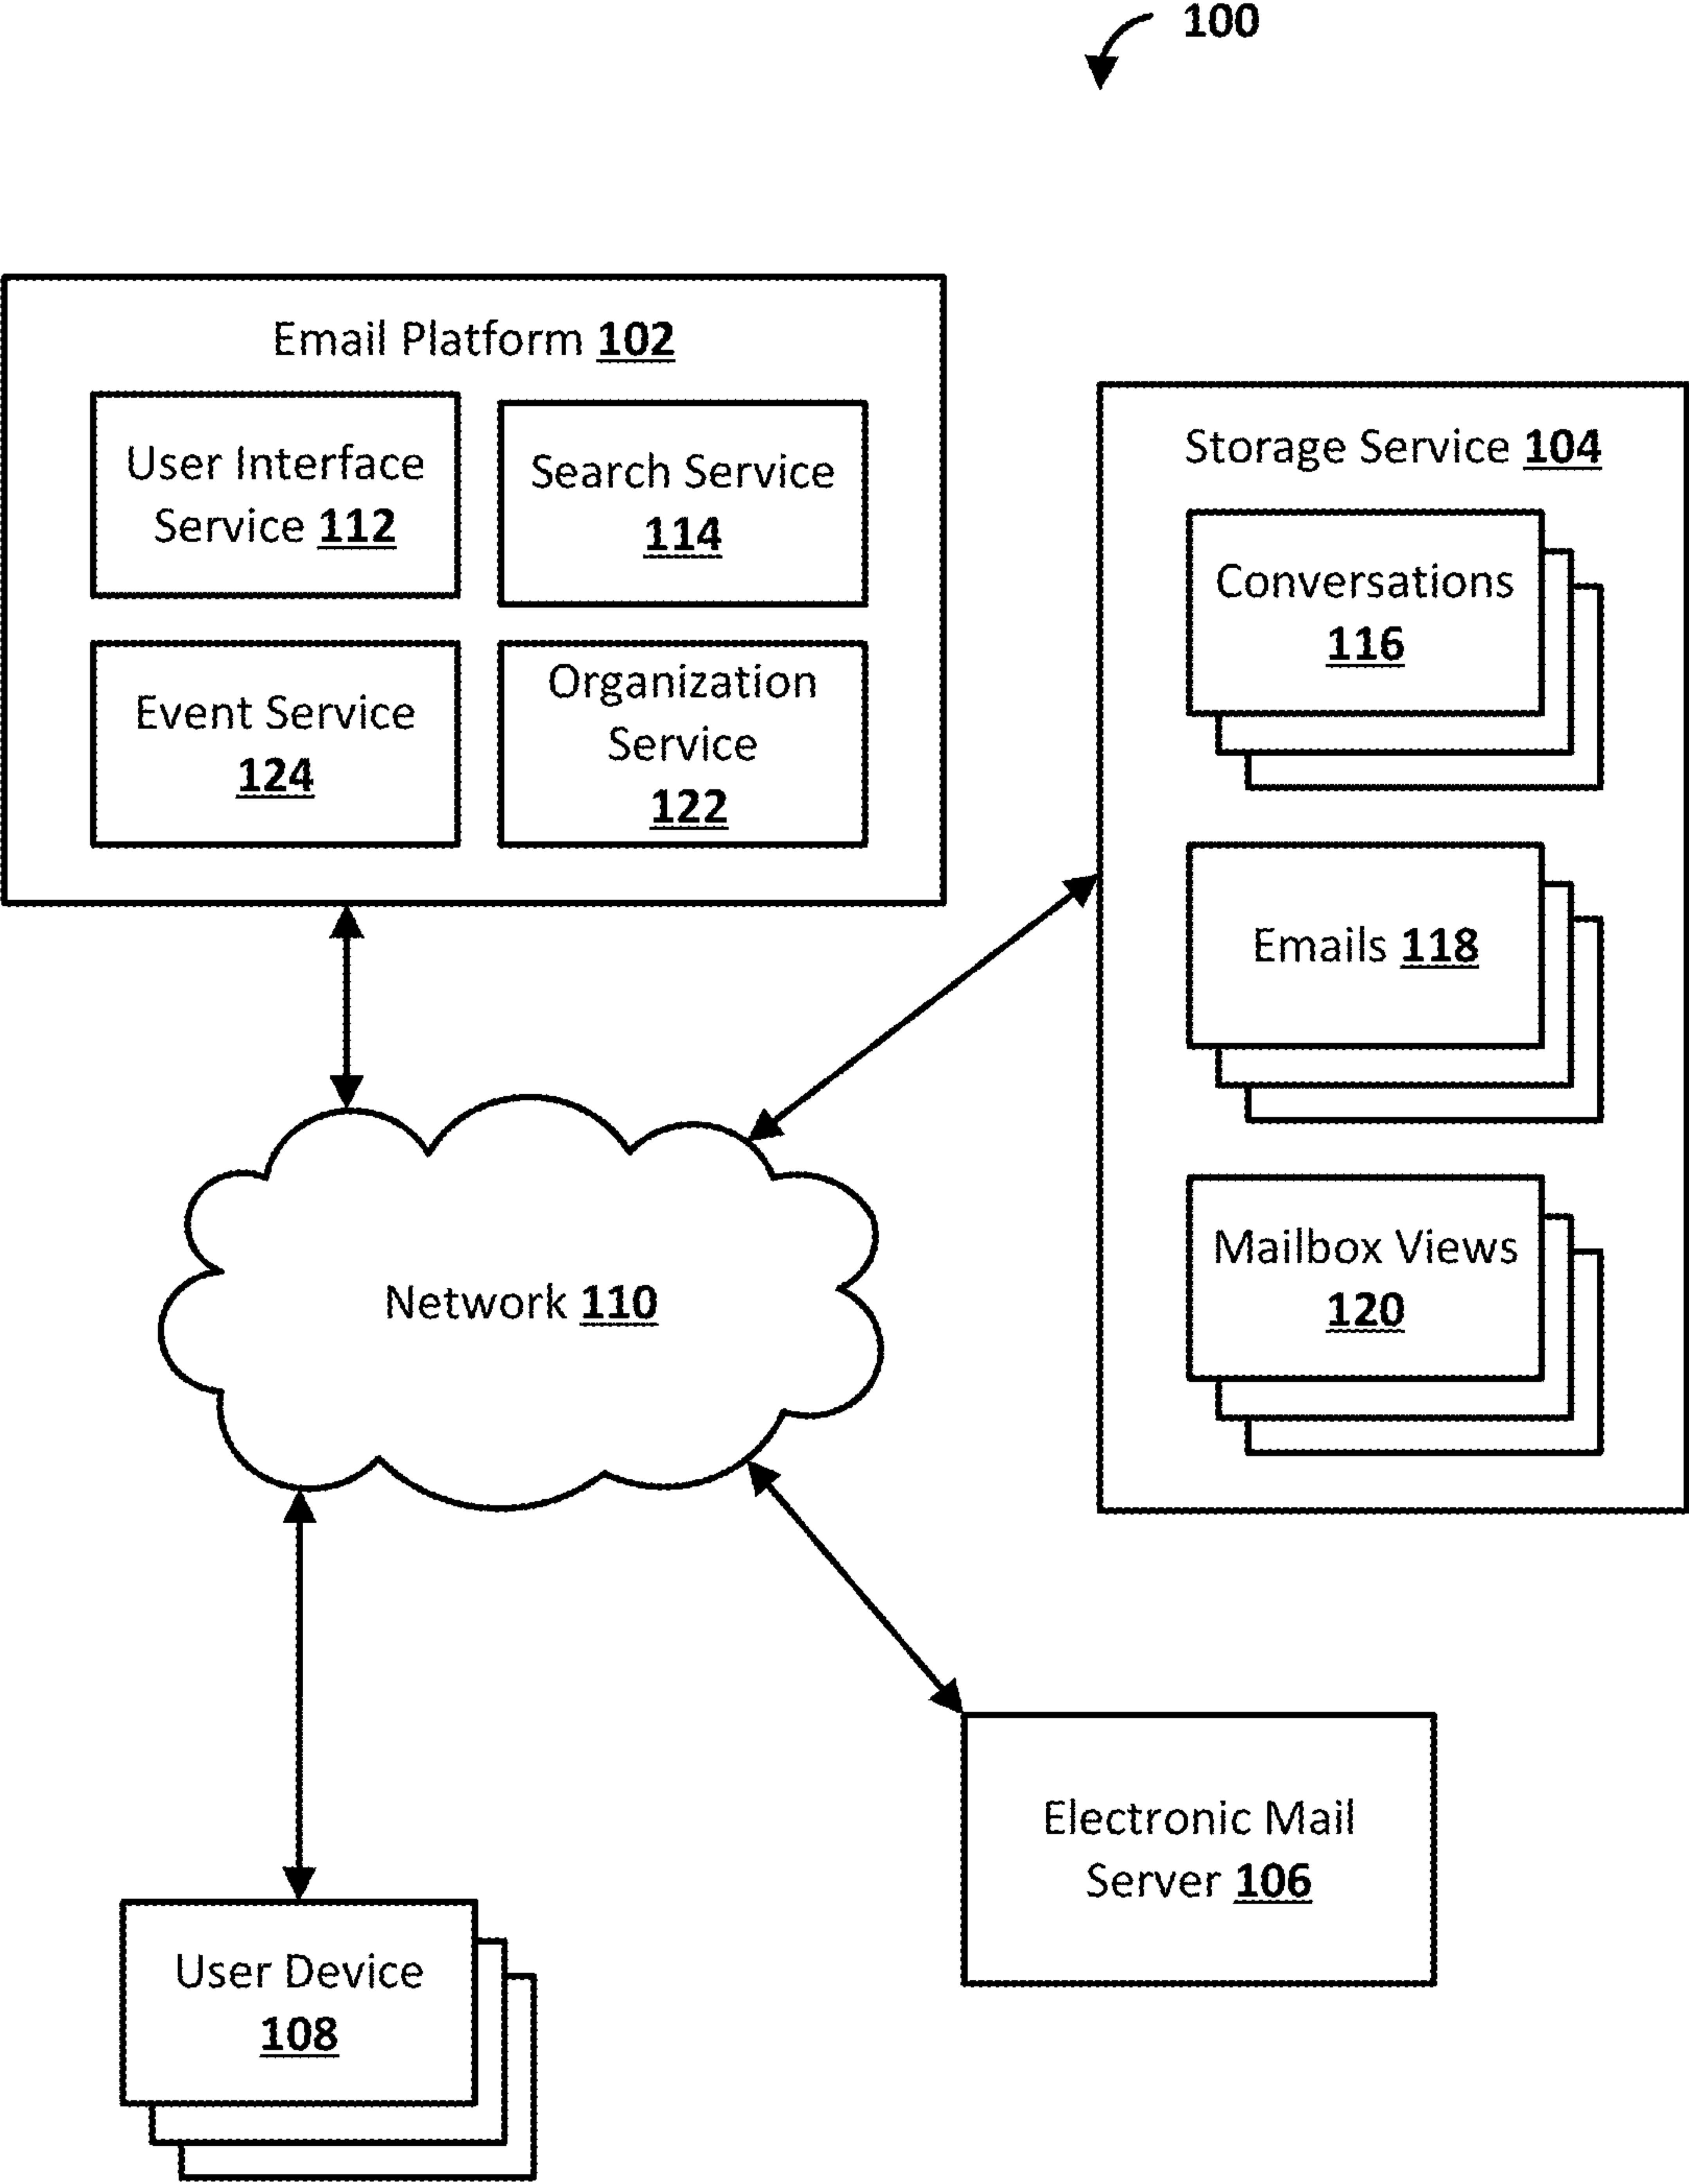 100
Email Platform 102
User Interface
Service 112
Search Service
114
Event Service
124
Organization
Service
122
Storage Service 104
Conversations
116
Emails 118
Mailbox Views
120
Network 110
Electronic Mail
Server 106
User Device
108